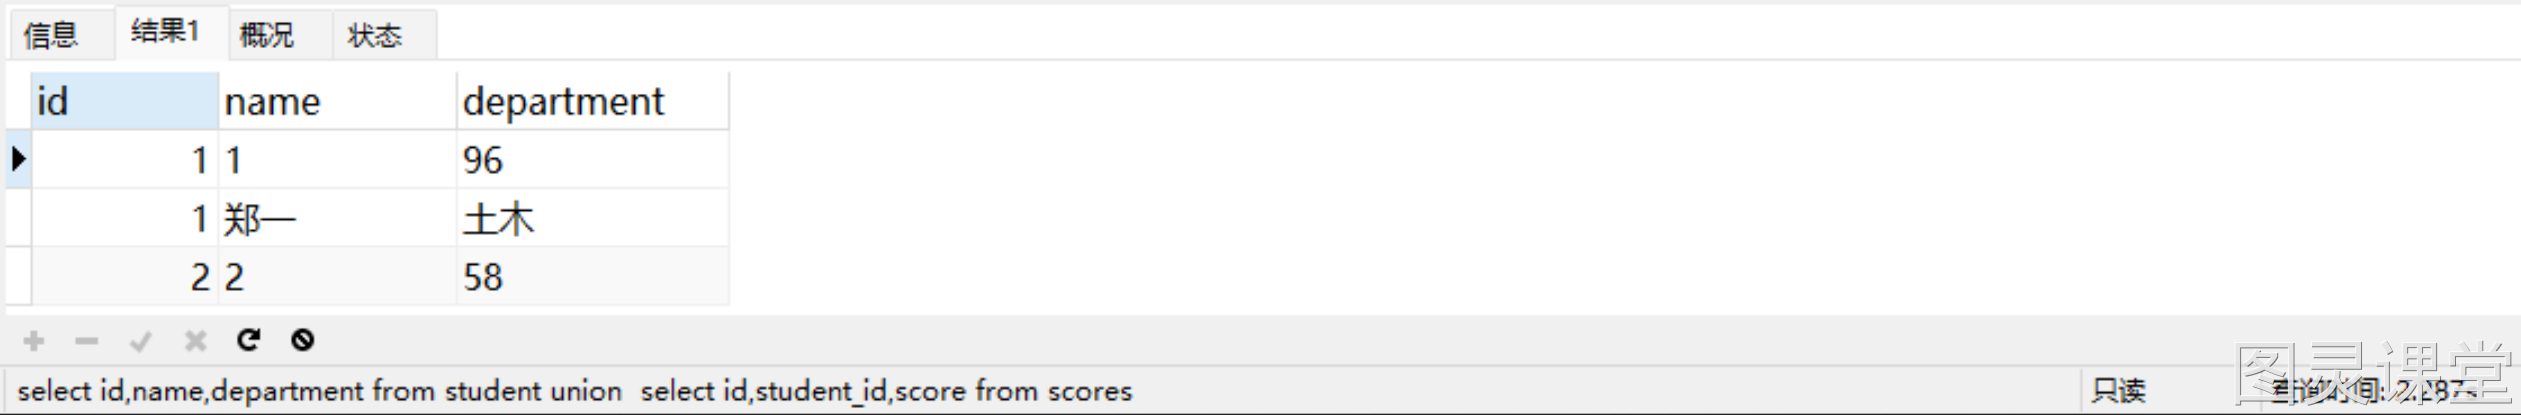 信息 结果1 概况 状态
id name department
1 1 96
1 郑一 土木
2 2 58
select id,name,department from student union  select id,student_id,score from scores 只读 查询时间: 2.287s
图灵课堂